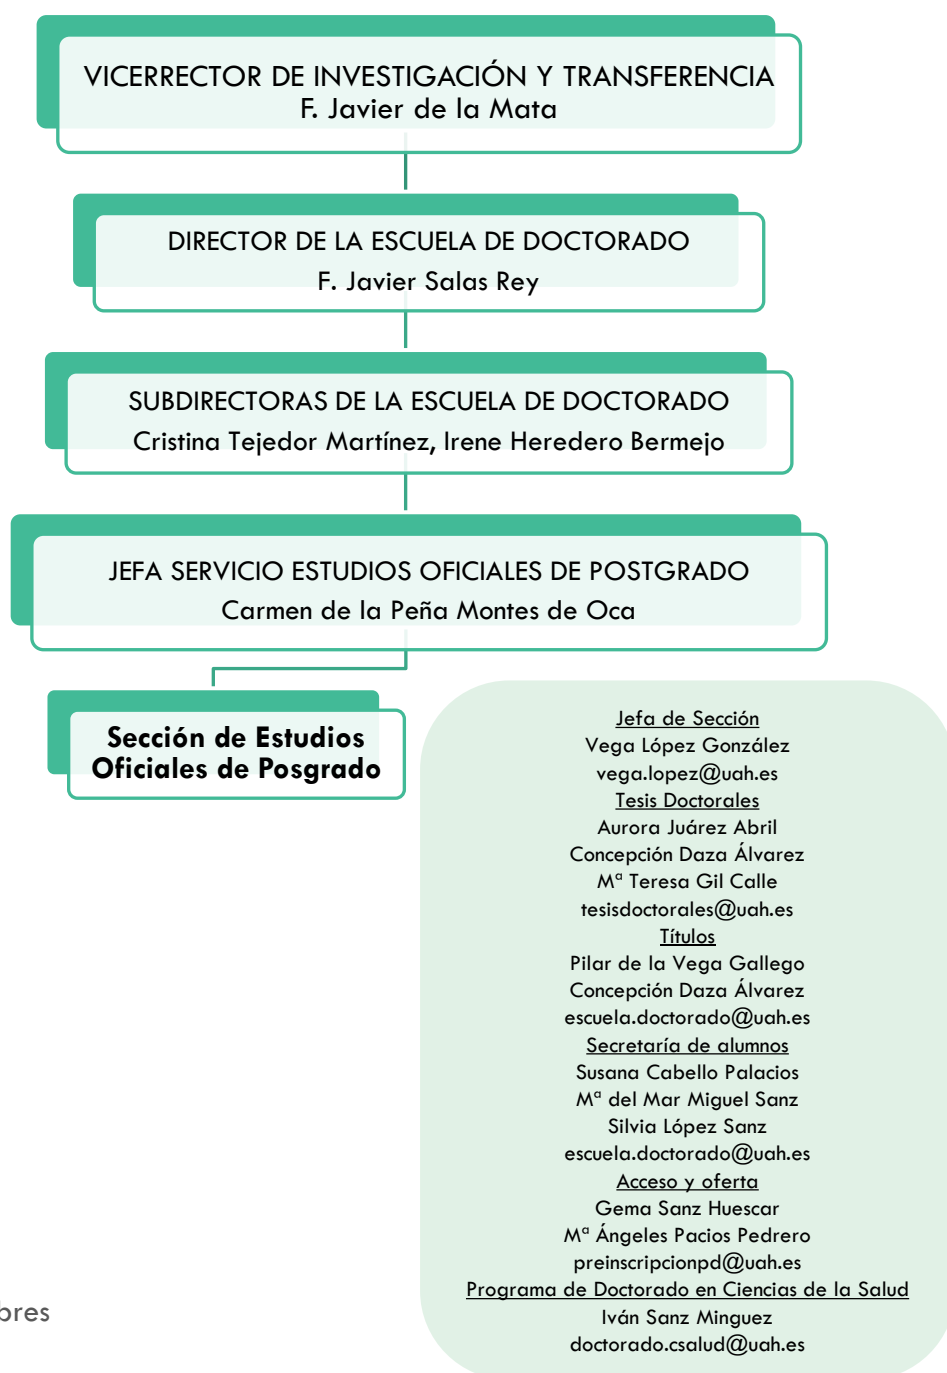 VICERRECTOR DE INVESTIGACIÓN Y TRANSFERENCIA
F. Javier de la Mata
DIRECTOR DE LA ESCUELA DE DOCTORADO
F. Javier Salas Rey
SUBDIRECTORAS DE LA ESCUELA DE DOCTORADO
Cristina Tejedor Martínez, Irene Heredero Bermejo
JEFA SERVICIO ESTUDIOS OFICIALES DE POSTGRADO
Carmen de la Peña Montes de Oca
Sección de Estudios
Oficiales de Posgrado
Jefa de Sección
Vega López González
vega.lopez@uah.es
Tesis Doctorales
Aurora Juárez Abril
Concepción Daza Álvarez
Mª Teresa Gil Calle
tesisdoctorales@uah.es
Títulos
Pilar de la Vega Gallego
Concepción Daza Álvarez
escuela.doctorado@uah.es
Secretaría de alumnos
Susana Cabello Palacios
Mª del Mar Miguel Sanz
Silvia López Sanz
escuela.doctorado@uah.es
Acceso y oferta
Gema Sanz Huescar
Mª Ángeles Pacios Pedrero
preinscripcionpd@uah.es
Programa de Doctorado en Ciencias de la Salud
Iván Sanz Minguez
doctorado.csalud@uah.es